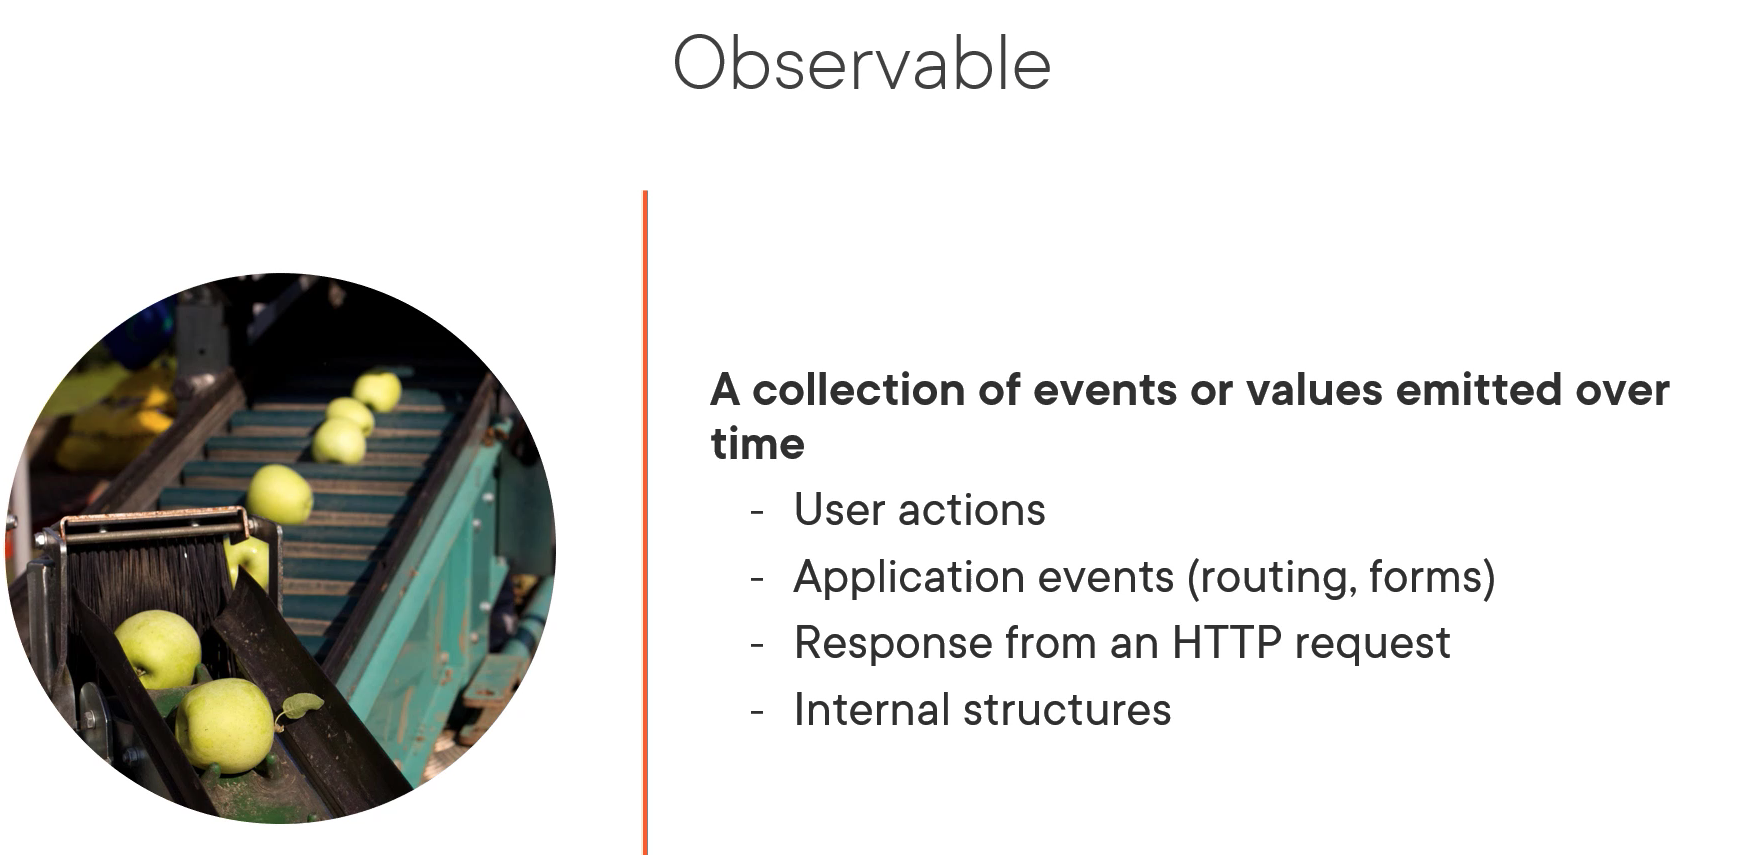 Observable
A collection of events or values emitted over
time
- User actions
- Application events (routing, forms)
- Response from an HTTP request
- Internal structures